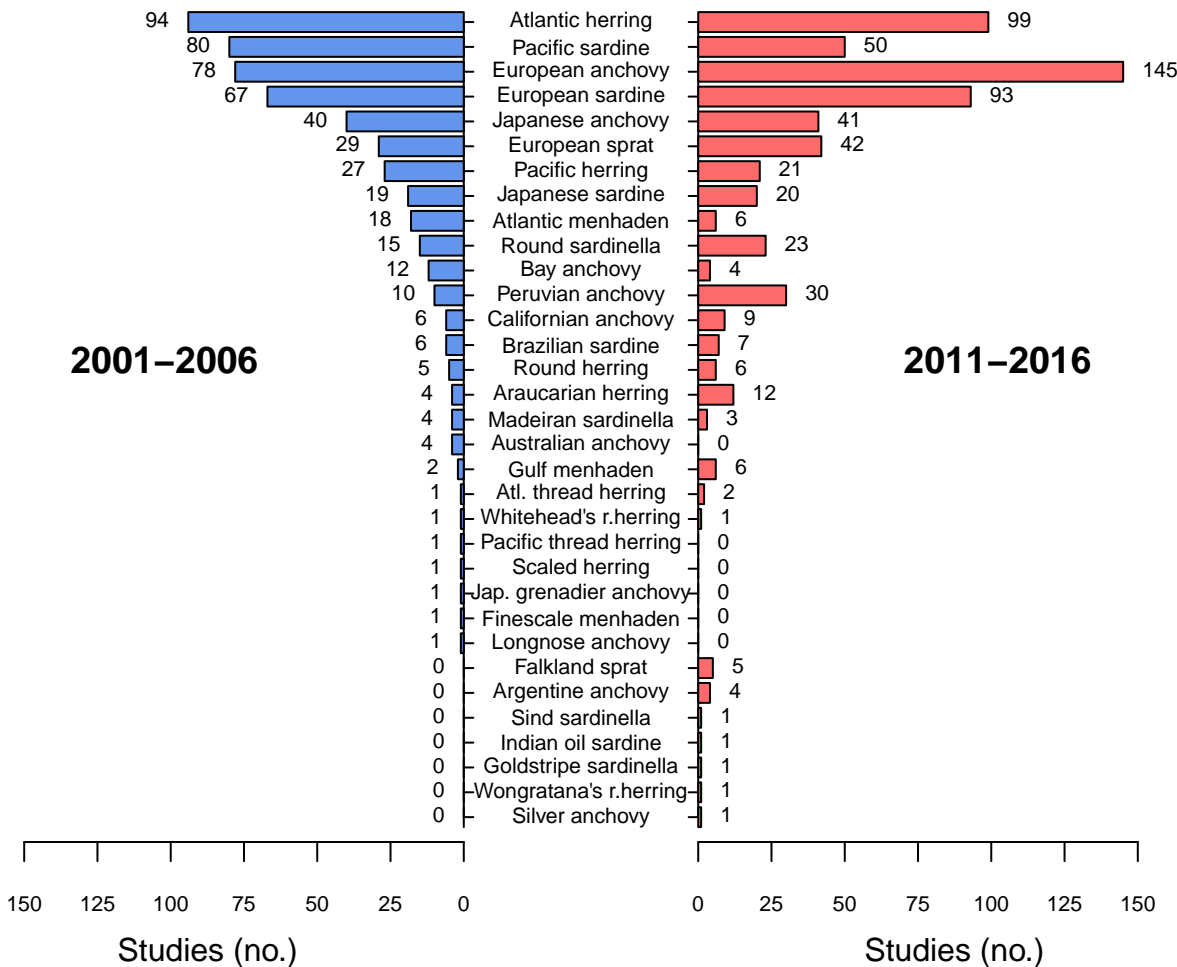 94 Atlantic herring 99
80 Pacific sardine 50
78 European anchovy 145
67 European sardine 93
40 Japanese anchovy 41
29 European sprat 42
27 Pacific herring 21
19 Japanese sardine 20
18 Atlantic menhaden 6
15 Round sardinella 23
12 Bay anchovy 4
10 Peruvian anchovy 30
6 Californian anchovy 9
6 Brazilian sardine 7
2001–2006 2011–2016
5 Round herring 6
4 Araucarian herring 12
4 Madeiran sardinella 3
4 Australian anchovy 0
2 Gulf menhaden 6
1 Atl. thread herring 2
1 Whitehead's r.herring 1
1 Pacific thread herring 0
1 Scaled herring 0
1 Jap. grenadier anchovy 0
1 Finescale menhaden 0
1 Longnose anchovy 0
0 Falkland sprat 5
0 Argentine anchovy 4
0 Sind sardinella 1
0 Indian oil sardine 1
0 Goldstripe sardinella 1
0 Wongratana's r.herring 1
0 Silver anchovy 1
150 125 100 75 50 25 0 0 25 50 75 100 125 150
Studies (no.) Studies (no.)